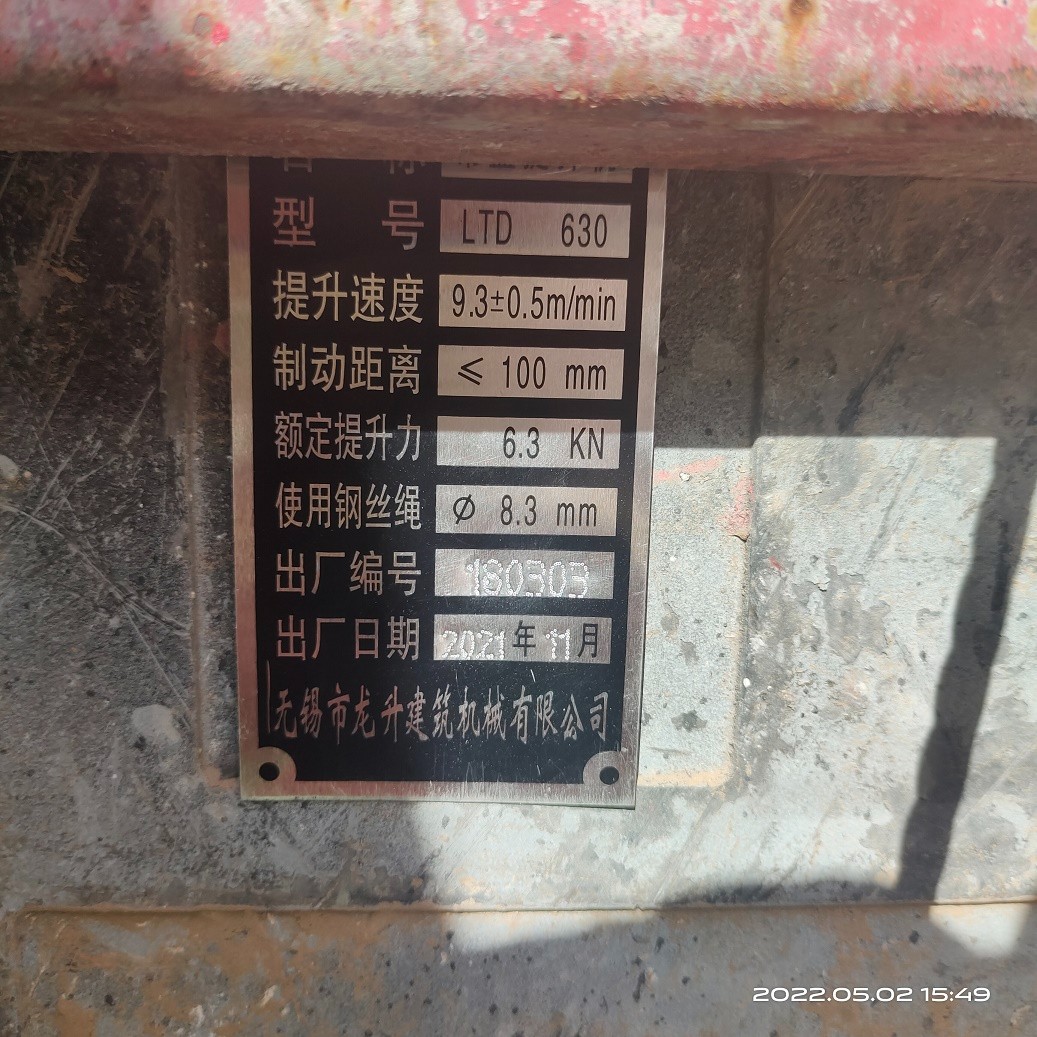 型 号 LTD 630
提升速度 9.3±0.5m/min
制动距离 ≤ 100 mm
额定提升力 6.3 KN
使用钢丝绳 Ø 8.3 mm
出厂编号 180303
出厂日期 2021年11月
无锡市龙升建筑机械有限公司
2022.05.02 15:49